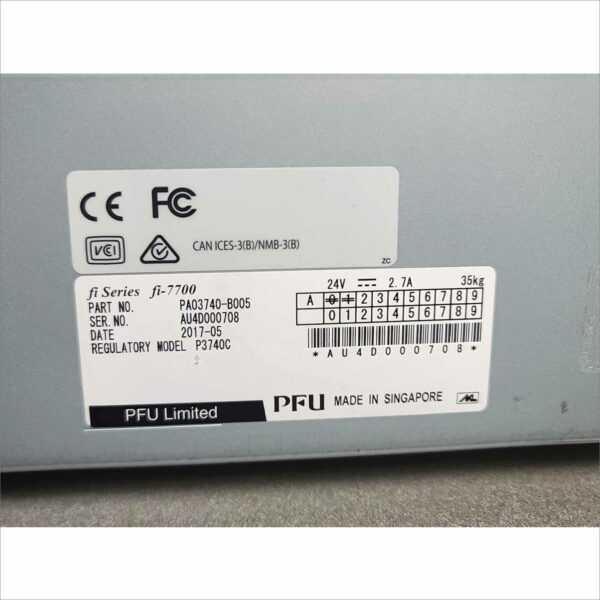 CE FC
VCI CAN ICES-3(B)/NMB-3(B)
ZC
fi Series fi-7700 24V ⎓ 2.7A 35kg
PART NO. PA03740-B005
SER.NO. AU4D000708
DATE 2017-05
REGULATORY MODEL P3740C
A 0 1 2 3 4 5 6 7 8 9
0 1 2 3 4 5 6 7 8 9
*AU4D000708*
PFU Limited PFU MADE IN SINGAPORE